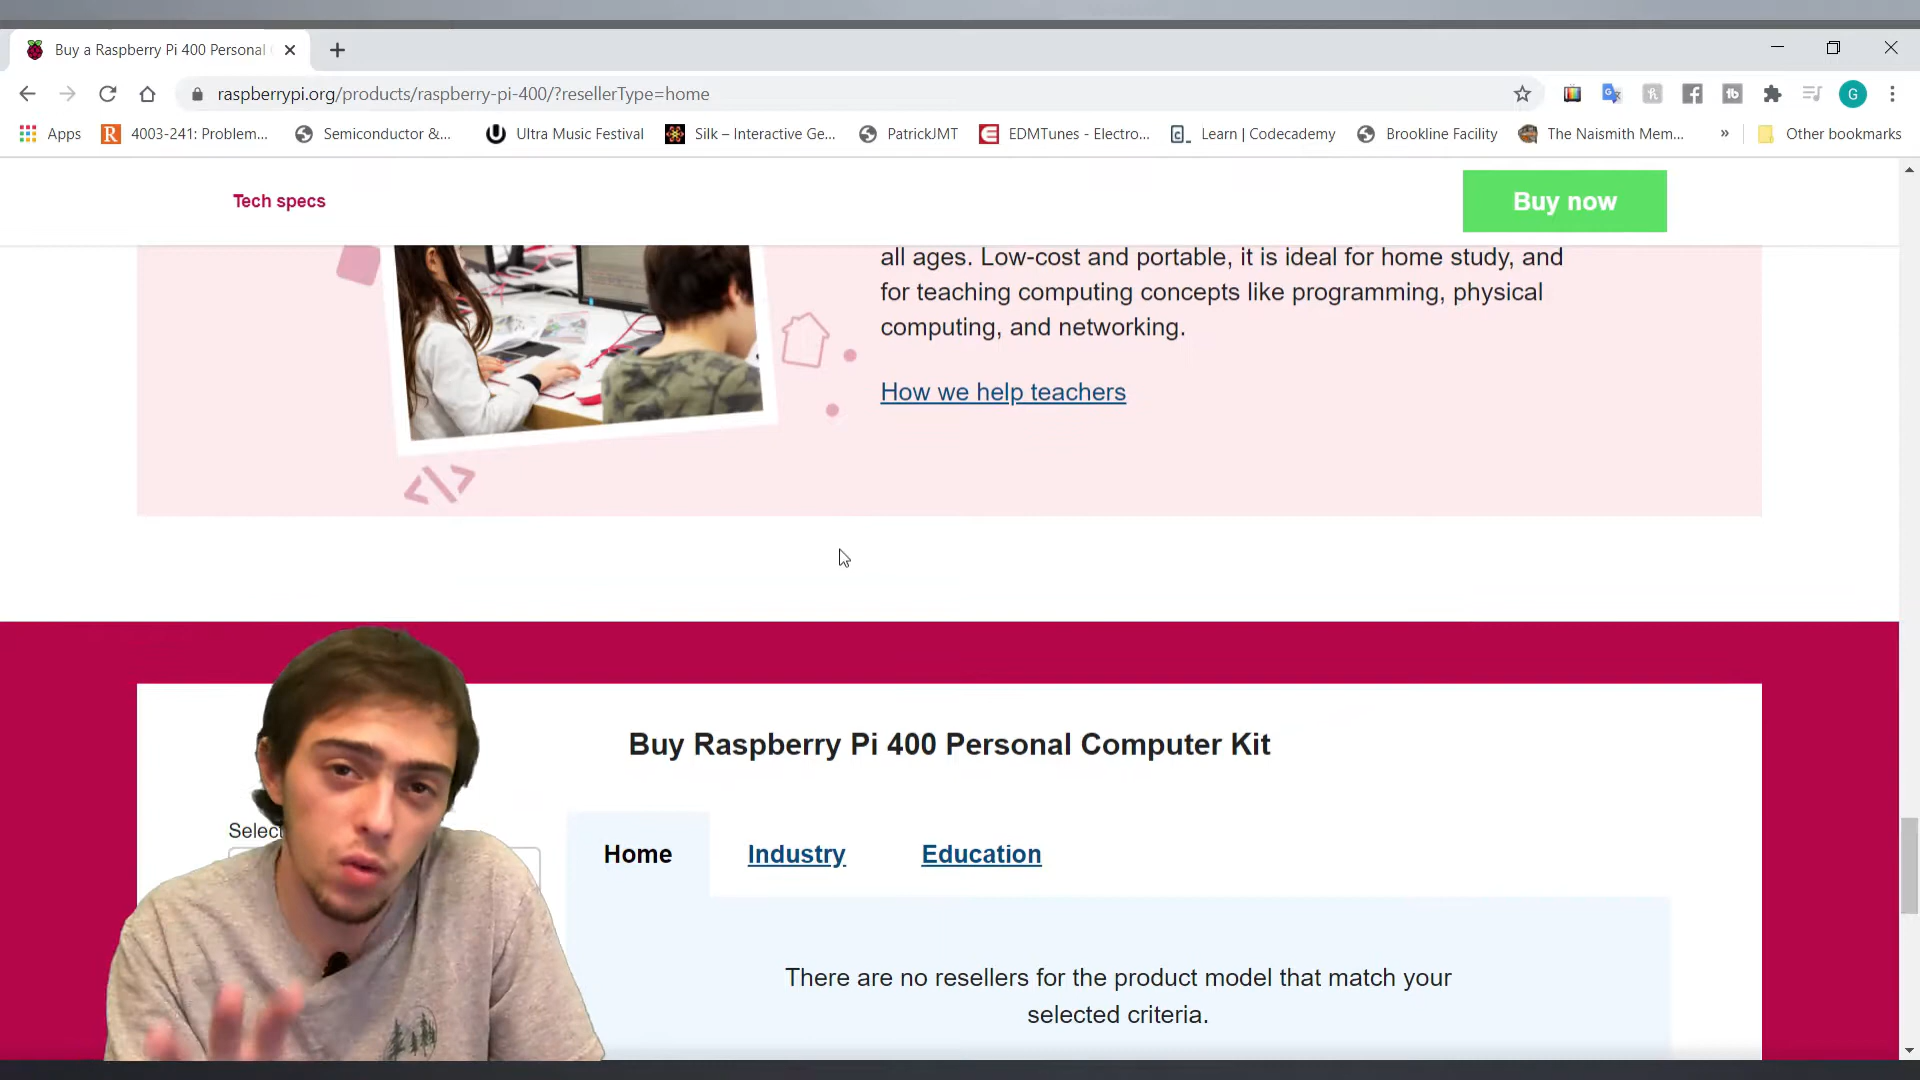 Buy a Raspberry Pi 400 Personal
raspberrypi.org/products/raspberry-pi-400/?resellerType=home
G
Apps
4003-241: Problem...
Semiconductor &...
Ultra Music Festival
Silk – Interactive Ge...
PatrickJMT
EDMTunes - Electro...
Learn | Codecademy
Brookline Facility
The Naismith Mem...
»
Other bookmarks
Tech specs
Buy now
all ages. Low-cost and portable, it is ideal for home study, and
for teaching computing concepts like programming, physical
computing, and networking.
How we help teachers
</>
Buy Raspberry Pi 400 Personal Computer Kit
Select
Home
Industry
Education
There are no resellers for the product model that match your
selected criteria.